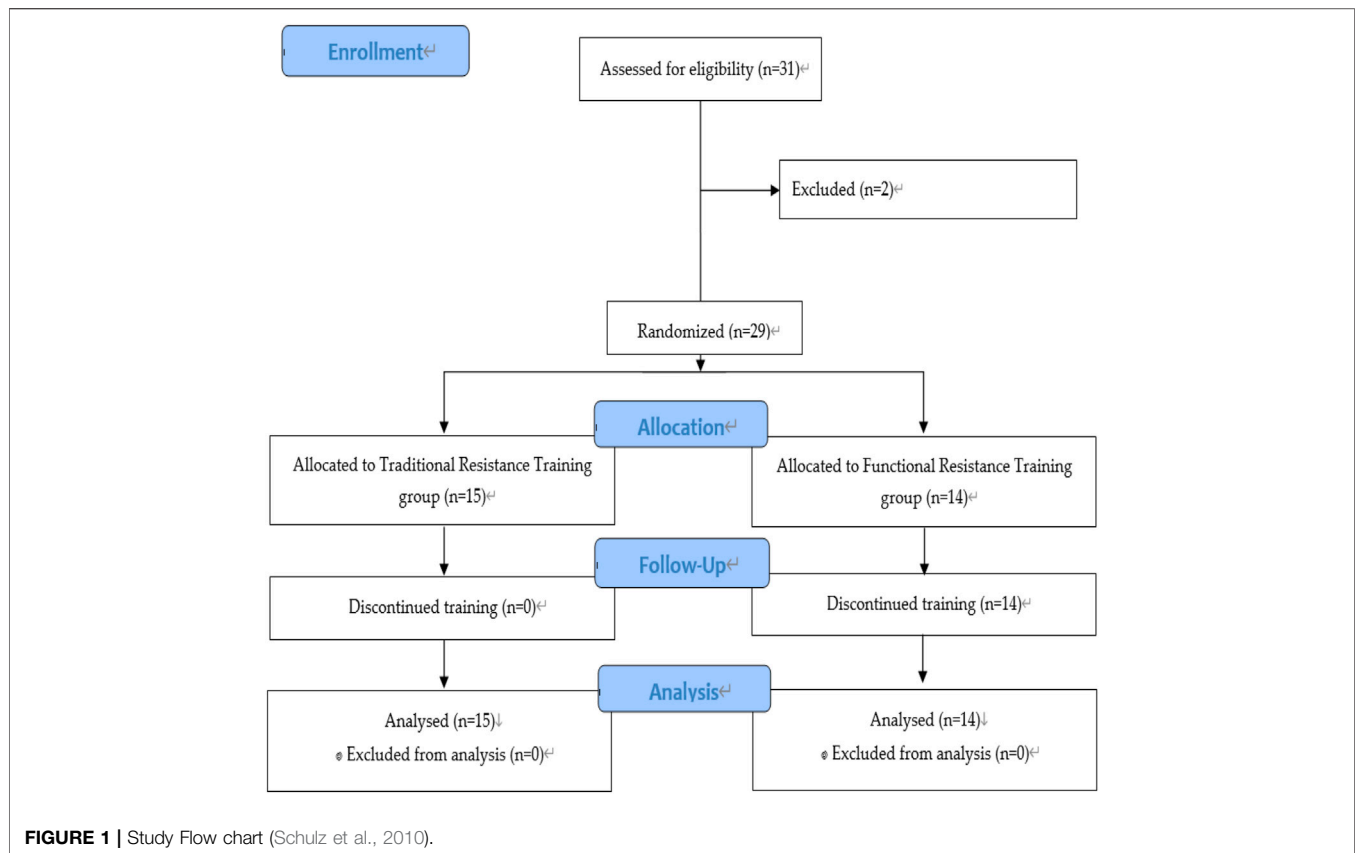 Enrollment↵
Assessed for eligibility (n=31)↵
Excluded (n=2)↵
Randomized (n=29)↵
Allocation↵
Allocated to Traditional Resistance Training
group (n=15)↵
Allocated to Functional Resistance Training
group (n=14)↵
Follow-Up↵
Discontinued training (n=0)↵
Discontinued training (n=14)↵
Analysis↵
Analysed (n=15)↓
Excluded from analysis (n=0)↵
Analysed (n=14)↓
Excluded from analysis (n=0)↵
FIGURE 1 | Study Flow chart (Schulz et al., 2010).